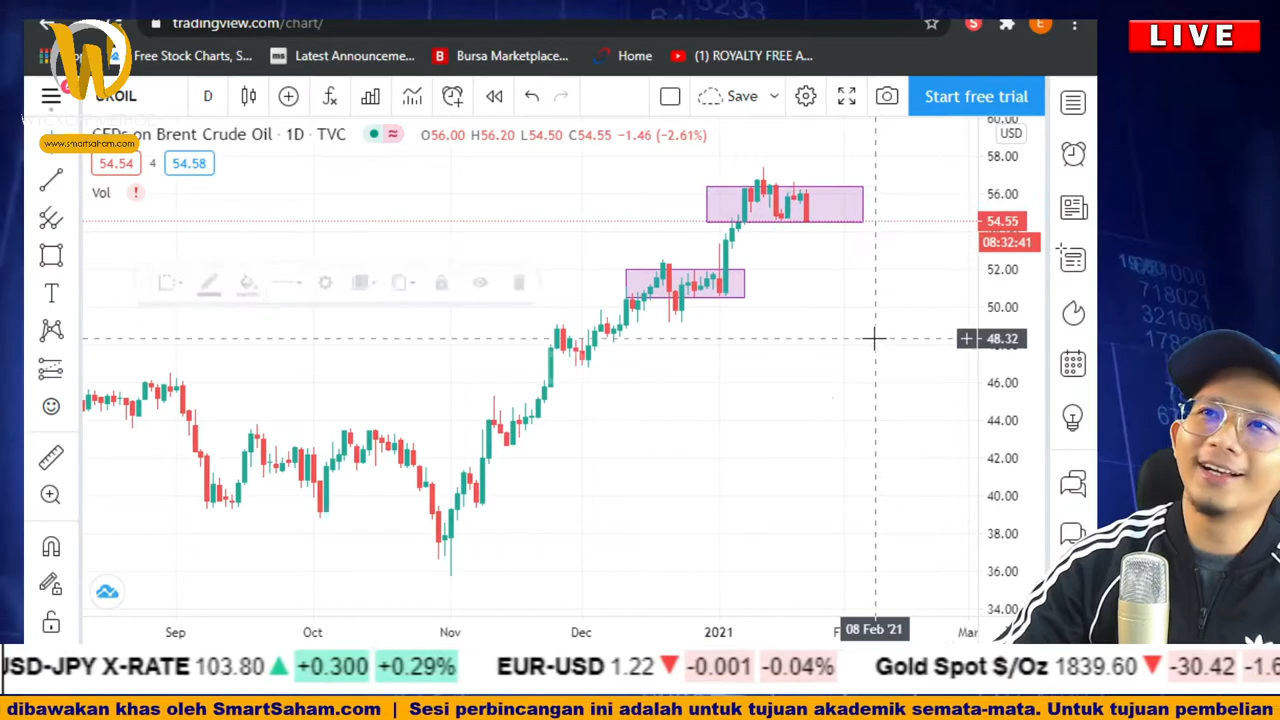 tradingview.com/chart/
LIVE
Free Stock Charts, S...
ms Latest Announceme...
B Bursa Marketplace...
Home
(1) ROYALTY FREE A...
S
E
W
UKOIL
D
Save
Start free trial
www.smartsaham.com
CFDs on Brent Crude Oil · 1D · TVC
O56.00 H56.20 L54.50 C54.55 −1.46 (−2.61%)
54.54 4 54.58
Vol !
60.00
USD
58.00
56.00
54.55
08:32:41
52.00
50.00
48.32
46.00
44.00
42.00
40.00
38.00
36.00
34.00
Sep Oct Nov Dec 2021 08 Feb '21 Mar
USD-JPY X-RATE 103.80 +0.300 +0.29% EUR-USD 1.22 -0.001 -0.04% Gold Spot $/Oz 1839.60 -30.42
dibawakan khas oleh SmartSaham.com | Sesi perbincangan ini adalah untuk tujuan akademik semata-mata. Untuk tujuan pembelian